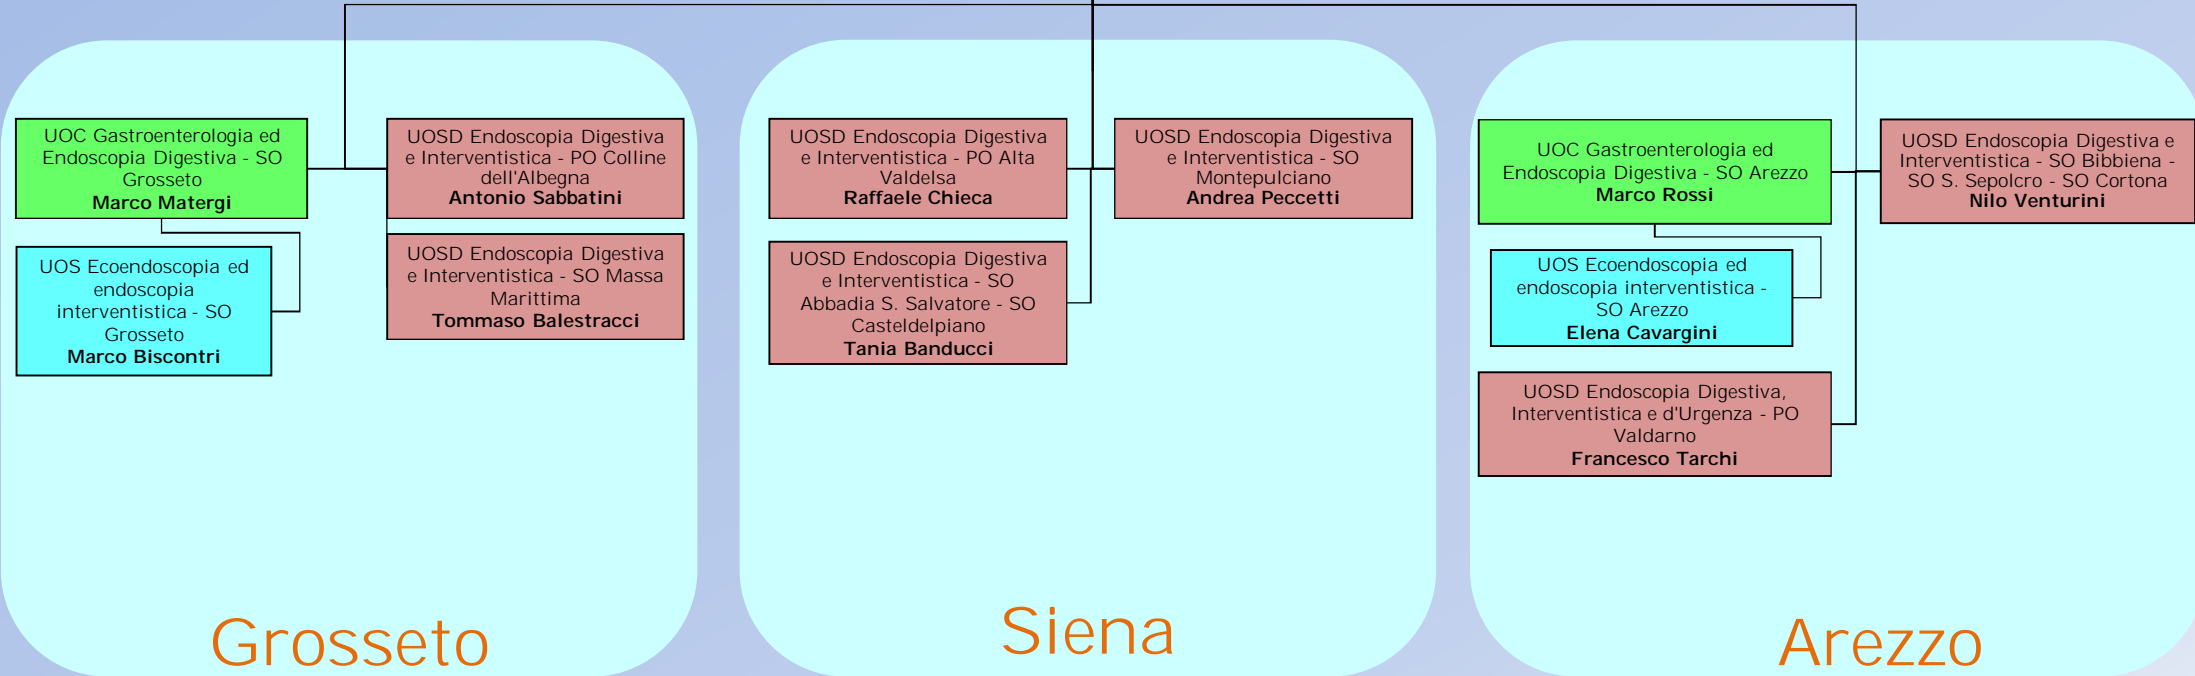 UOC Gastroenterologia ed
Endoscopia Digestiva - SO
Grosseto
Marco Matergi
UOSD Endoscopia Digestiva
e Interventistica - PO Colline
dell'Albegna
Antonio Sabbatini
UOS Ecoendoscopia ed
endoscopia
interventistica - SO
Grosseto
Marco Biscontri
UOSD Endoscopia Digestiva
e Interventistica - SO Massa
Marittima
Tommaso Balestracci
Grosseto
UOSD Endoscopia Digestiva
e Interventistica - PO Alta
Valdelsa
Raffaele Chieca
UOSD Endoscopia Digestiva
e Interventistica - SO
Montepulciano
Andrea Peccetti
UOSD Endoscopia Digestiva
e Interventistica - SO
Abbadia S. Salvatore - SO
Casteldelpiano
Tania Banducci
Siena
UOC Gastroenterologia ed
Endoscopia Digestiva - SO Arezzo
Marco Rossi
UOSD Endoscopia Digestiva e
Interventistica - SO Bibbiena -
SO S. Sepolcro - SO Cortona
Nilo Venturini
UOS Ecoendoscopia ed
endoscopia interventistica -
SO Arezzo
Elena Cavargini
UOSD Endoscopia Digestiva,
Interventistica e d'Urgenza - PO
Valdarno
Francesco Tarchi
Arezzo